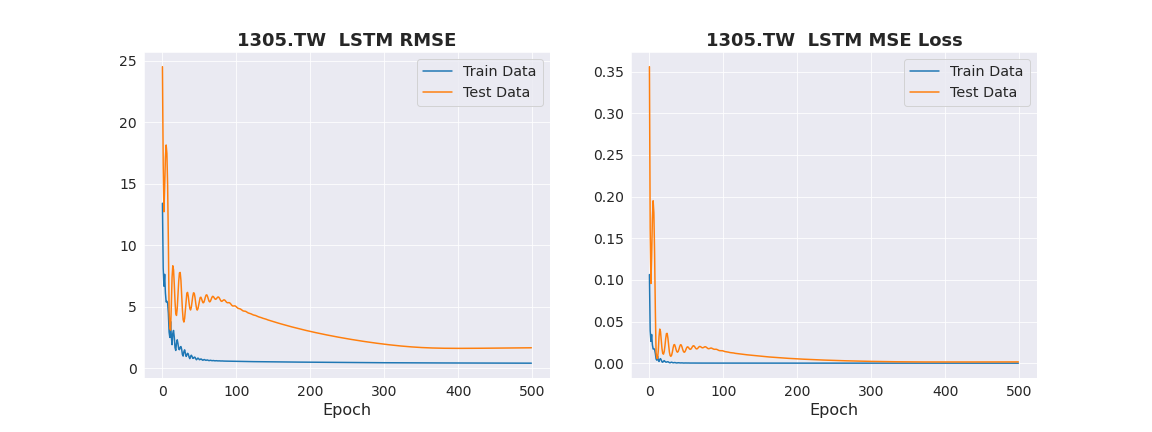 1305.TW  LSTM RMSE
25
20
15
10
5
0
0 100 200 300 400 500
Epoch
Train Data
Test Data
1305.TW  LSTM MSE Loss
0.35
0.30
0.25
0.20
0.15
0.10
0.05
0.00
0 100 200 300 400 500
Epoch
Train Data
Test Data